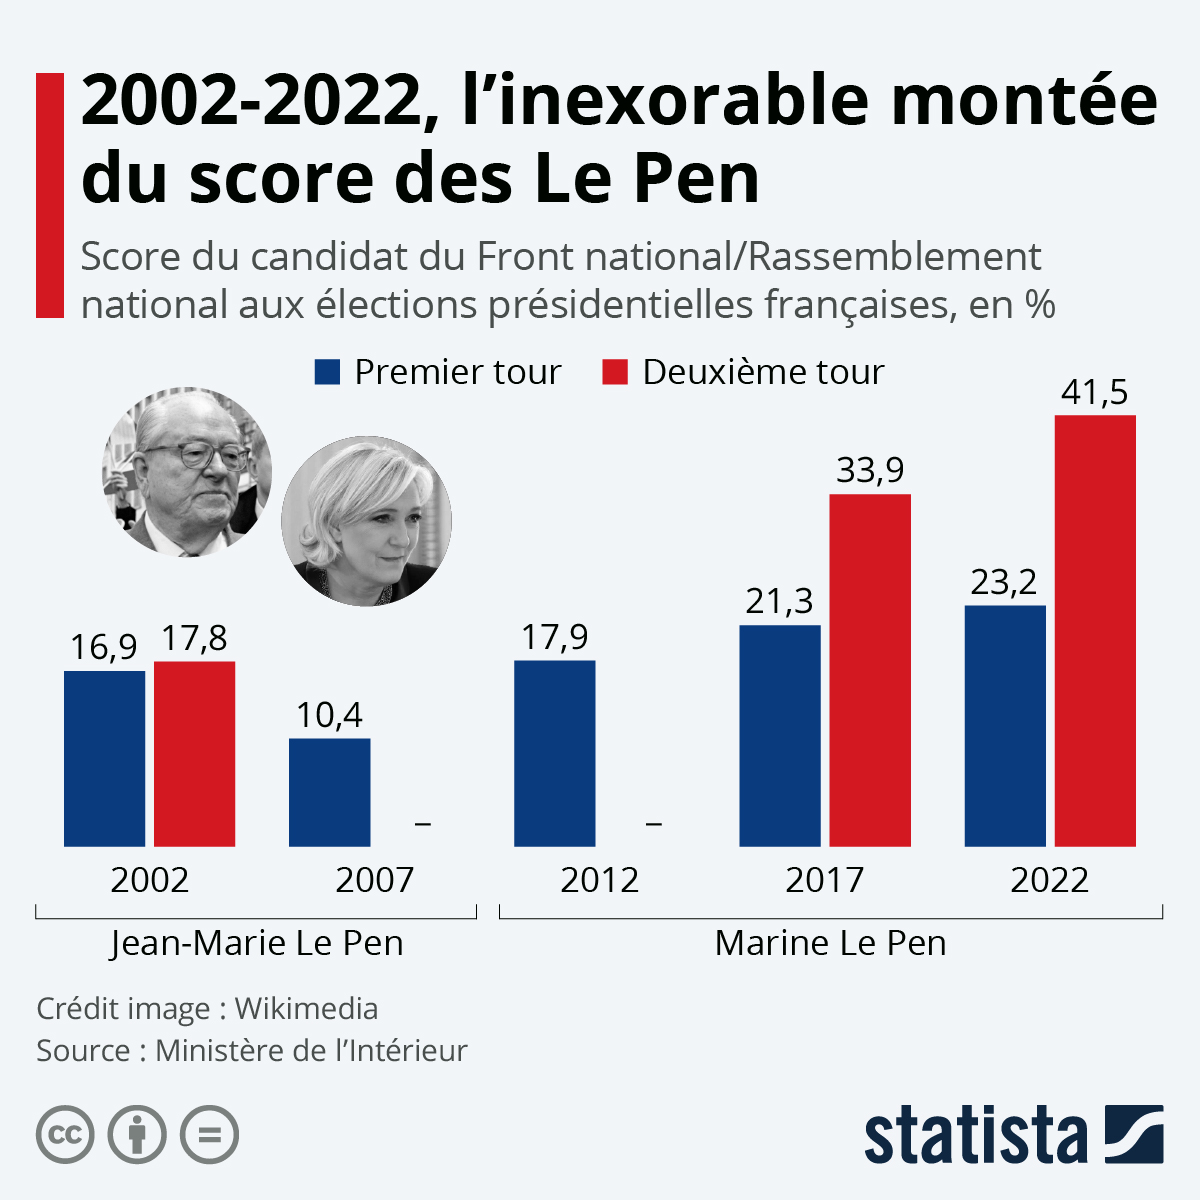 2002-2022, l’inexorable montée
du score des Le Pen
Score du candidat du Front national/Rassemblement
national aux élections présidentielles françaises, en %
Premier tour
Deuxième tour
16,9
17,8
10,4
–
17,9
–
21,3
33,9
23,2
41,5
2002
2007
2012
2017
2022
Jean-Marie Le Pen
Marine Le Pen
Crédit image : Wikimedia
Source : Ministère de l’Intérieur
cc
=
statista